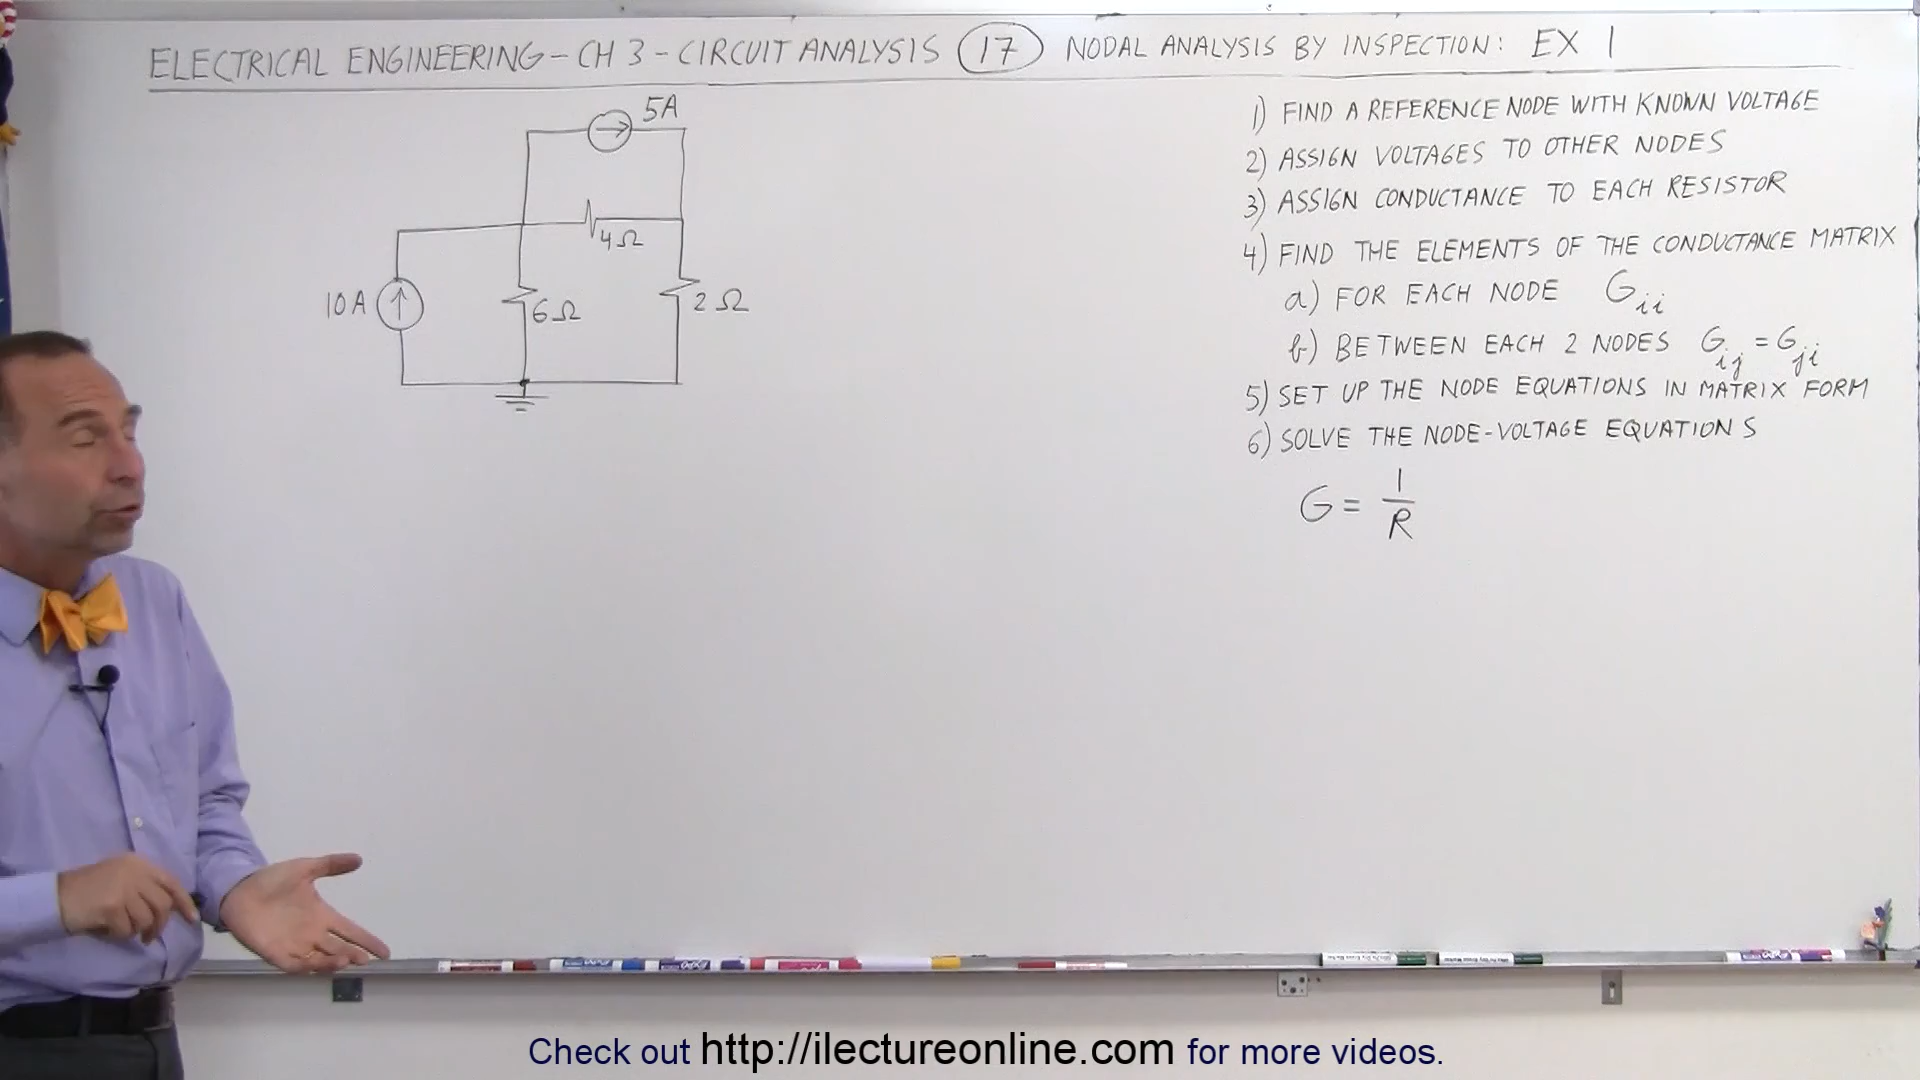 ELECTRICAL ENGINEERING - CH 3 - CIRCUIT ANALYSIS 17 NODAL ANALYSIS BY INSPECTION: EX 1
5A
4Ω
10A
6Ω
2Ω
1) FIND A REFERENCE NODE WITH KNOWN VOLTAGE
2) ASSIGN VOLTAGES TO OTHER NODES
3) ASSIGN CONDUCTANCE TO EACH RESISTOR
4) FIND THE ELEMENTS OF THE CONDUCTANCE MATRIX
a) FOR EACH NODE Gii
b) BETWEEN EACH 2 NODES Gij = Gji
5) SET UP THE NODE EQUATIONS IN MATRIX FORM
6) SOLVE THE NODE-VOLTAGE EQUATIONS
G = 1/R
Check out http://ilectureonline.com for more videos.